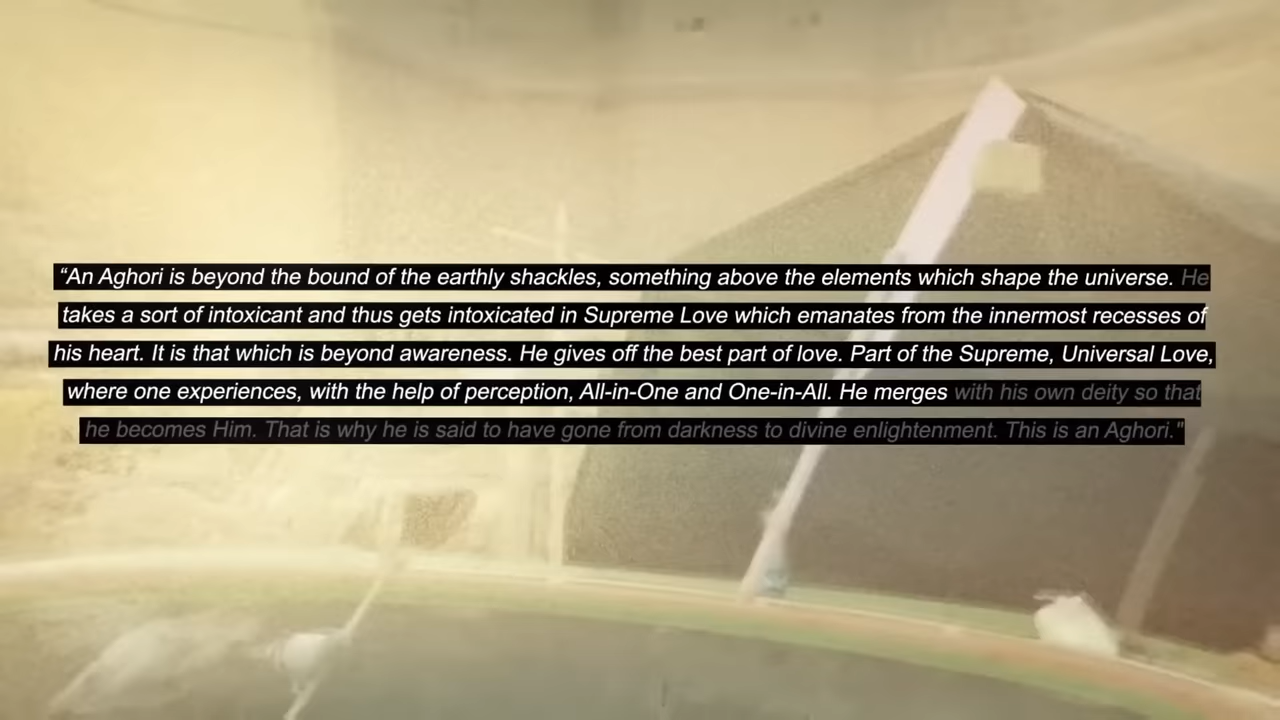 “An Aghori is beyond the bound of the earthly shackles, something above the elements which shape the universe. He
takes a sort of intoxicant and thus gets intoxicated in Supreme Love which emanates from the innermost recesses of
his heart. It is that which is beyond awareness. He gives off the best part of love. Part of the Supreme, Universal Love,
where one experiences, with the help of perception, All-in-One and One-in-All. He merges with his own deity so that
he becomes Him. That is why he is said to have gone from darkness to divine enlightenment. This is an Aghori."